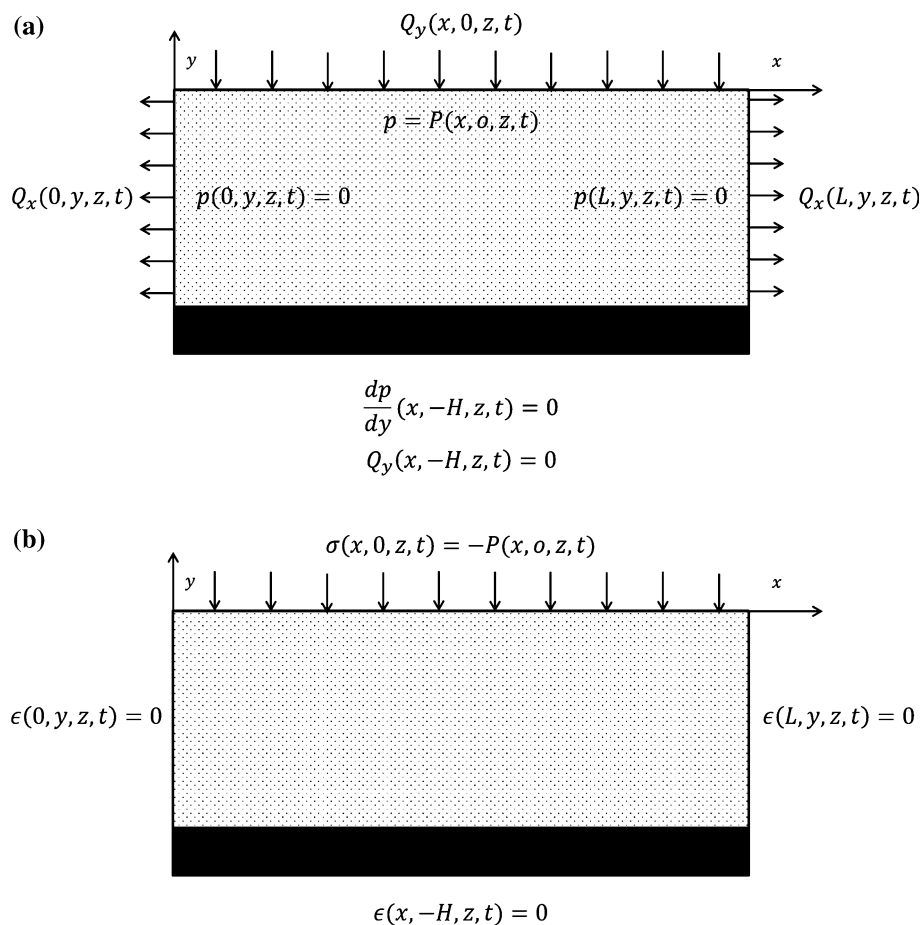 (a)
Q_y(x, 0, z, t)
y
x
p = P(x, o, z, t)
Q_x(0, y, z, t)
p(0, y, z, t) = 0
p(L, y, z, t) = 0
Q_x(L, y, z, t)
dp/dy (x, −H, z, t) = 0
Q_y(x, −H, z, t) = 0
(b)
σ(x, 0, z, t) = −P(x, o, z, t)
y
x
ϵ(0, y, z, t) = 0
ϵ(L, y, z, t) = 0
ϵ(x, −H, z, t) = 0